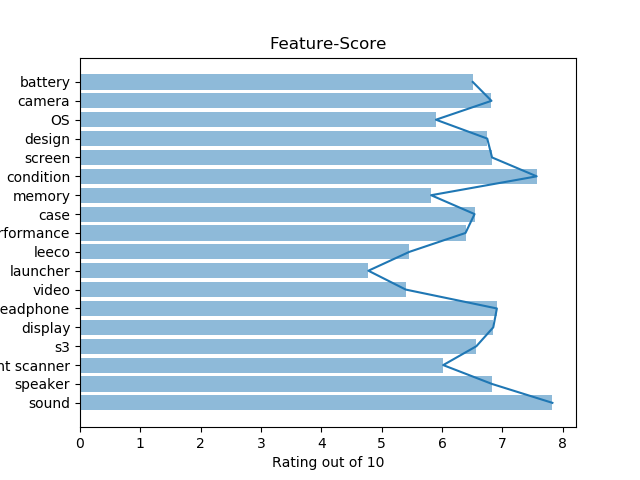 Feature-Score
battery
camera
OS
design
screen
condition
memory
case
rformance
leeco
launcher
video
eadphone
display
s3
nt scanner
speaker
sound
0 1 2 3 4 5 6 7 8
Rating out of 10